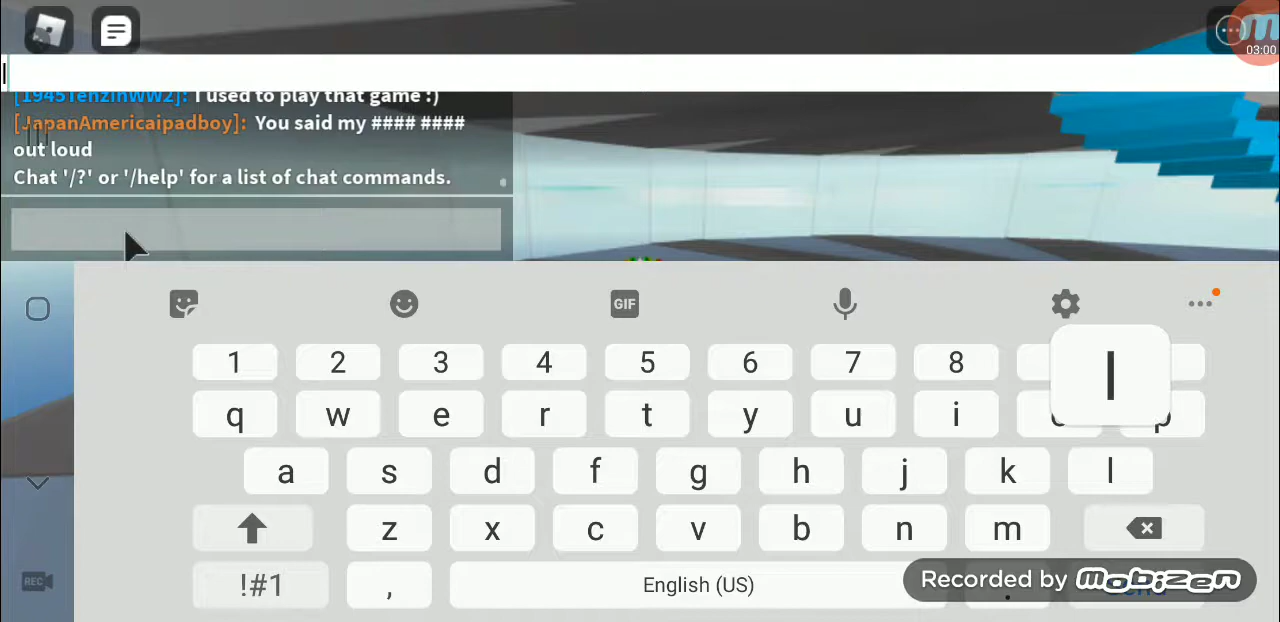 03:00
[1945TenzinWW2]: I used to play that game :)
[JapanAmericaipadboy]: You said my #### ####
out loud
Chat '/?' or '/help' for a list of chat commands.
GIF
1 2 3 4 5 6 7 8
l
q w e r t y u i p
a s d f g h j k l
z x c v b n m
!#1 , English (US) .
REC
Recorded by mobizen